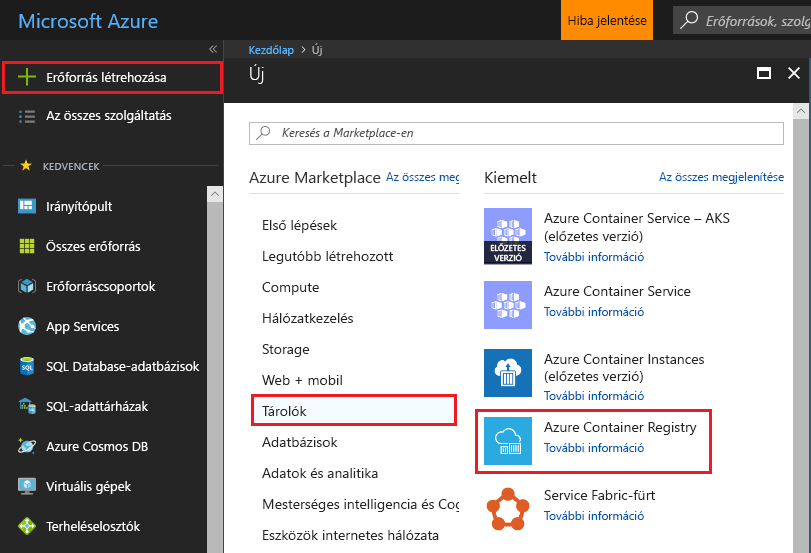 Microsoft Azure
Hiba jelentése
Erőforrások, szolg
Erőforrás létrehozása
Az összes szolgáltatás
KEDVENCEK
Irányítópult
Összes erőforrás
Erőforráscsoportok
App Services
SQL Database-adatbázisok
SQL-adattárházak
Azure Cosmos DB
Virtuális gépek
Terheléselosztók
Kezdőlap > Új
Új
Keresés a Marketplace-en
Azure Marketplace
Az összes meg
Első lépések
Legutóbb létrehozott
Compute
Hálózatkezelés
Storage
Web + mobil
Tárolók
Adatbázisok
Adatok és analitika
Mesterséges intelligencia és Cog
Eszközök internetes hálózata
Kiemelt
Az összes megjelenítése
ELŐZETES
VERZIÓ
Azure Container Service – AKS
(előzetes verzió)
További információ
Azure Container Service
További információ
Azure Container Instances
(előzetes verzió)
További információ
Azure Container Registry
További információ
Service Fabric-fürt
További információ